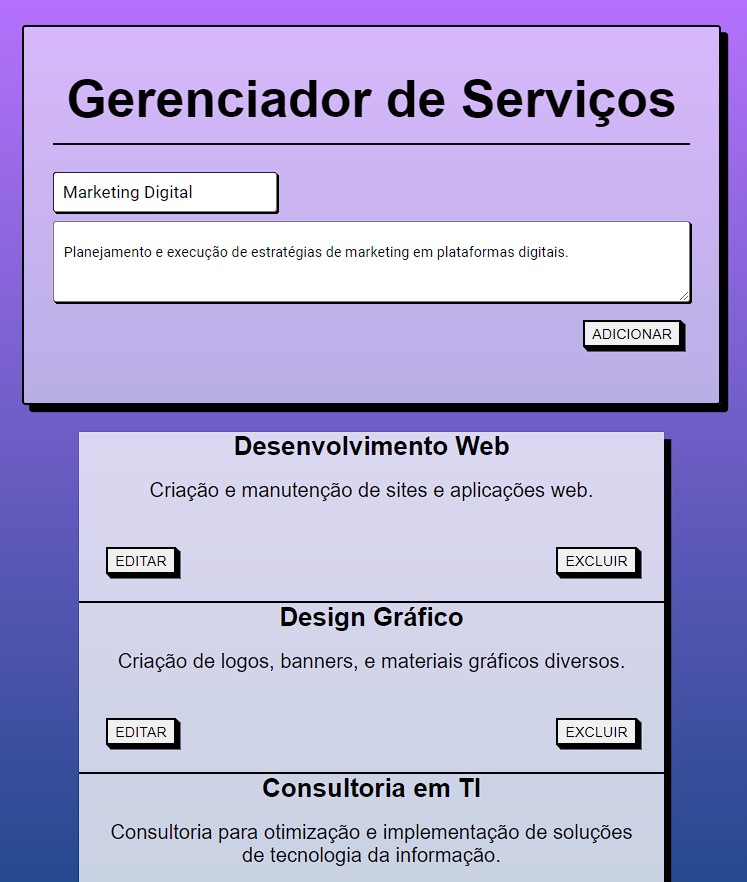 Gerenciador de Serviços
Marketing Digital
Planejamento e execução de estratégias de marketing em plataformas digitais.
ADICIONAR
Desenvolvimento Web
Criação e manutenção de sites e aplicações web.
EDITAR EXCLUIR
Design Gráfico
Criação de logos, banners, e materiais gráficos diversos.
EDITAR EXCLUIR
Consultoria em TI
Consultoria para otimização e implementação de soluções
de tecnologia da informação.